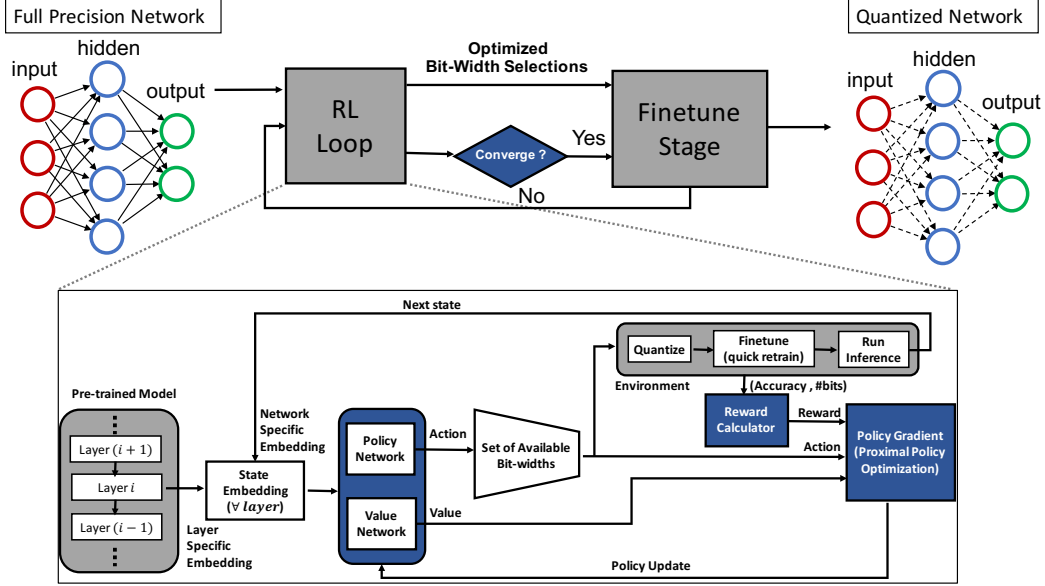 Full Precision Network
Quantized Network
hidden
input
output
Optimized
Bit-Width Selections
RL
Loop
Converge ?
Yes
No
Finetune
Stage
hidden
input
output
Next state
Quantize
Finetune
(quick retrain)
Run
Inference
Environment
(Accuracy , #bits)
Pre-trained Model
Layer (i + 1)
Layer i
Layer (i − 1)
Layer
Specific
Embedding
Network
Specific
Embedding
State
Embedding
(∀ layer)
Policy
Network
Value
Network
Action
Value
Set of Available
Bit-widths
Reward
Calculator
Reward
Action
Policy Gradient
(Proximal Policy
Optimization)
Policy Update